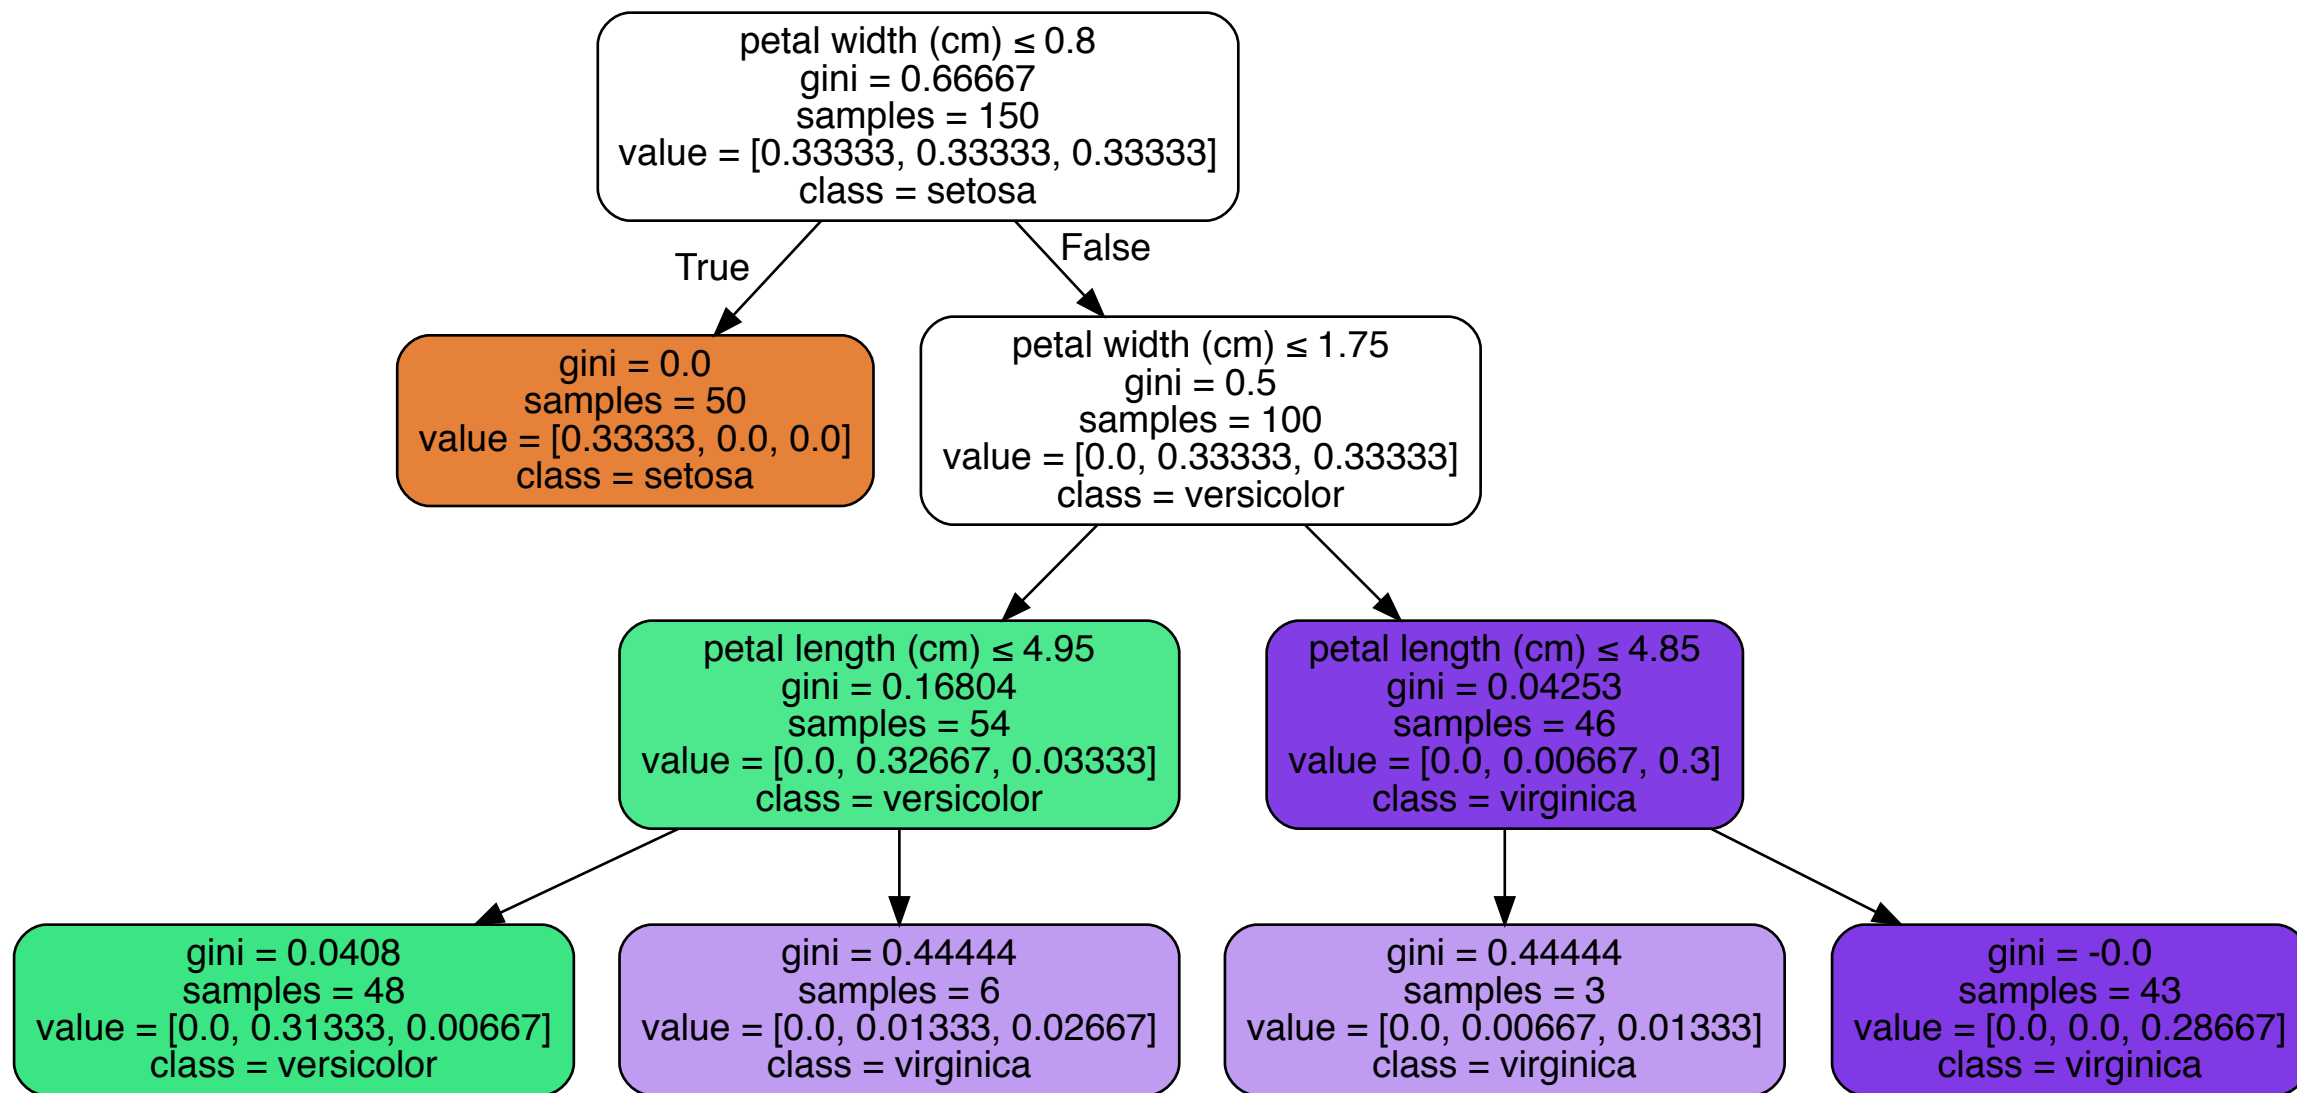 petal width (cm) ≤ 0.8
gini = 0.66667
samples = 150
value = [0.33333, 0.33333, 0.33333]
class = setosa
True
False
gini = 0.0
samples = 50
value = [0.33333, 0.0, 0.0]
class = setosa
petal width (cm) ≤ 1.75
gini = 0.5
samples = 100
value = [0.0, 0.33333, 0.33333]
class = versicolor
petal length (cm) ≤ 4.95
gini = 0.16804
samples = 54
value = [0.0, 0.32667, 0.03333]
class = versicolor
petal length (cm) ≤ 4.85
gini = 0.04253
samples = 46
value = [0.0, 0.00667, 0.3]
class = virginica
gini = 0.0408
samples = 48
value = [0.0, 0.31333, 0.00667]
class = versicolor
gini = 0.44444
samples = 6
value = [0.0, 0.01333, 0.02667]
class = virginica
gini = 0.44444
samples = 3
value = [0.0, 0.00667, 0.01333]
class = virginica
gini = -0.0
samples = 43
value = [0.0, 0.0, 0.28667]
class = virginica